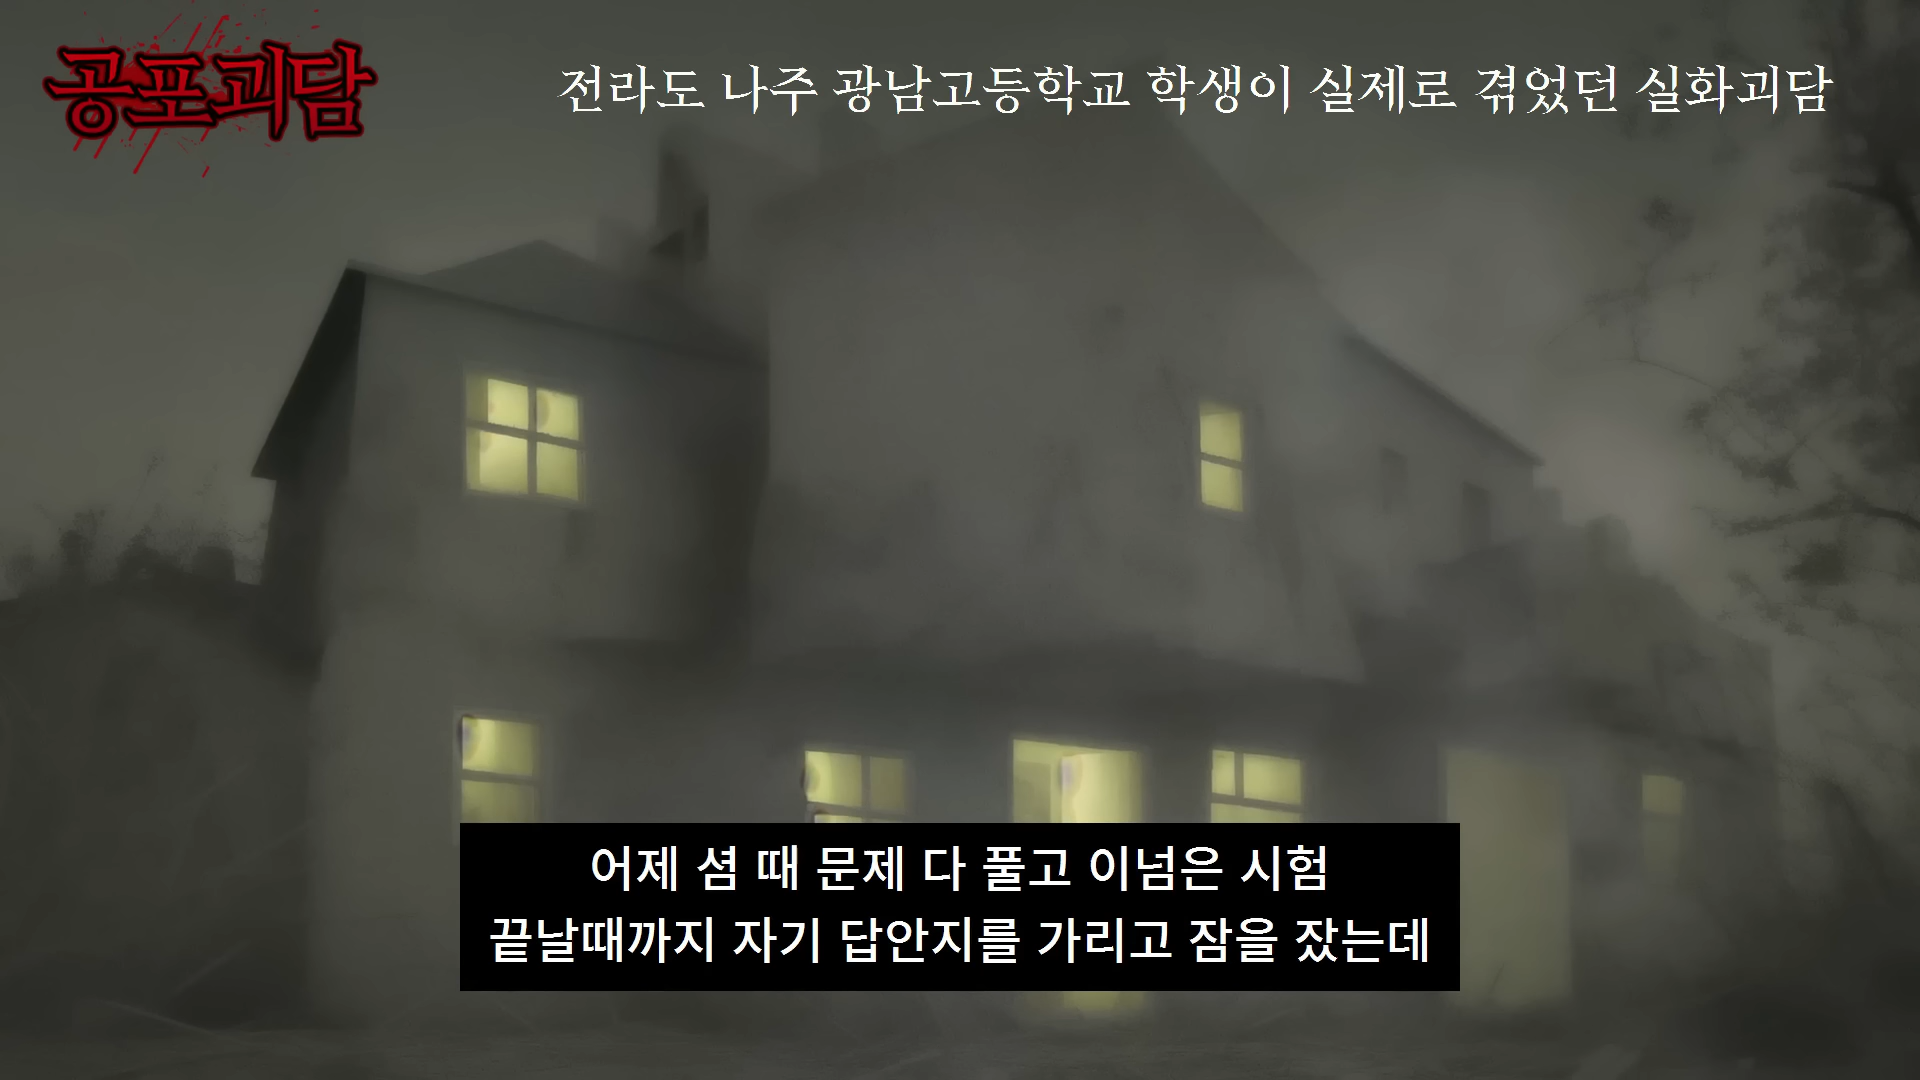 공포괴담
전라도 나주 광남고등학교 학생이 실제로 겪었던 실화괴담
어제 셤 때 문제 다 풀고 이넘은 시험
끝날때까지 자기 답안지를 가리고 잠을 잤는데